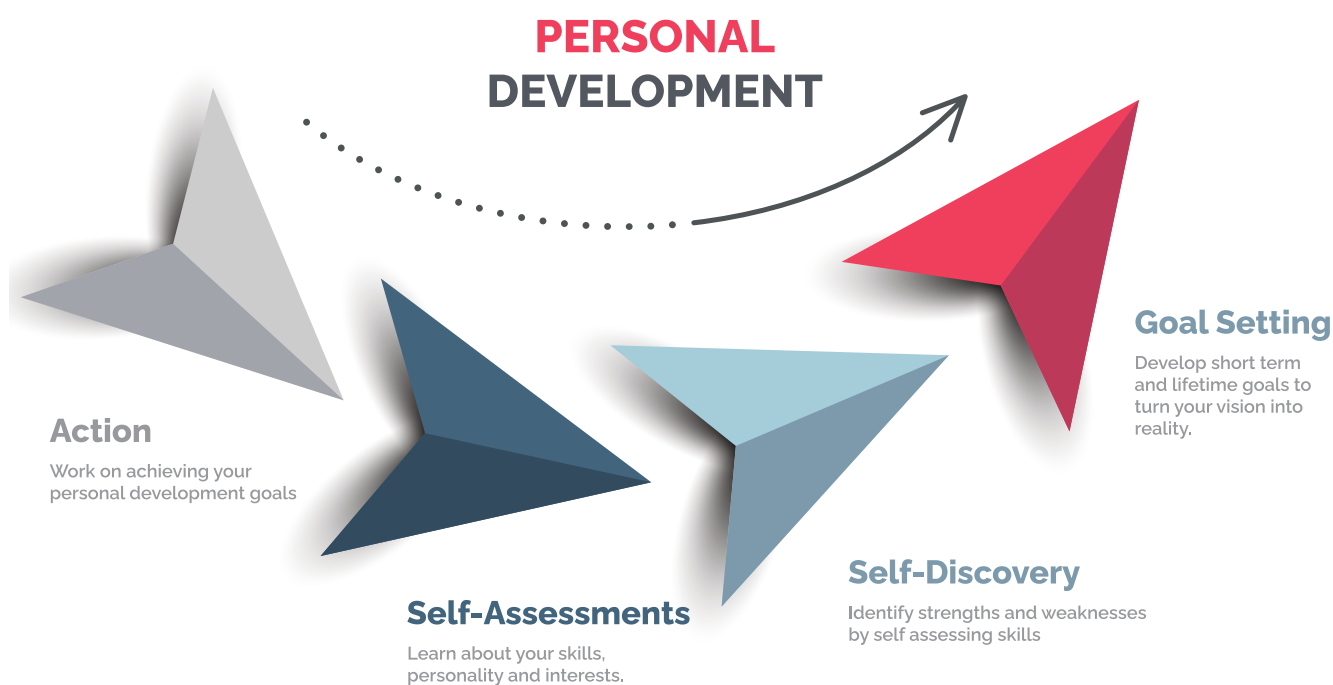 PERSONAL
DEVELOPMENT
Action
Work on achieving your
personal development goals
Self-Assessments
Learn about your skills,
personality and interests.
Self-Discovery
Identify strengths and weaknesses
by self assessing skills
Goal Setting
Develop short term
and lifetime goals to
turn your vision into
reality.